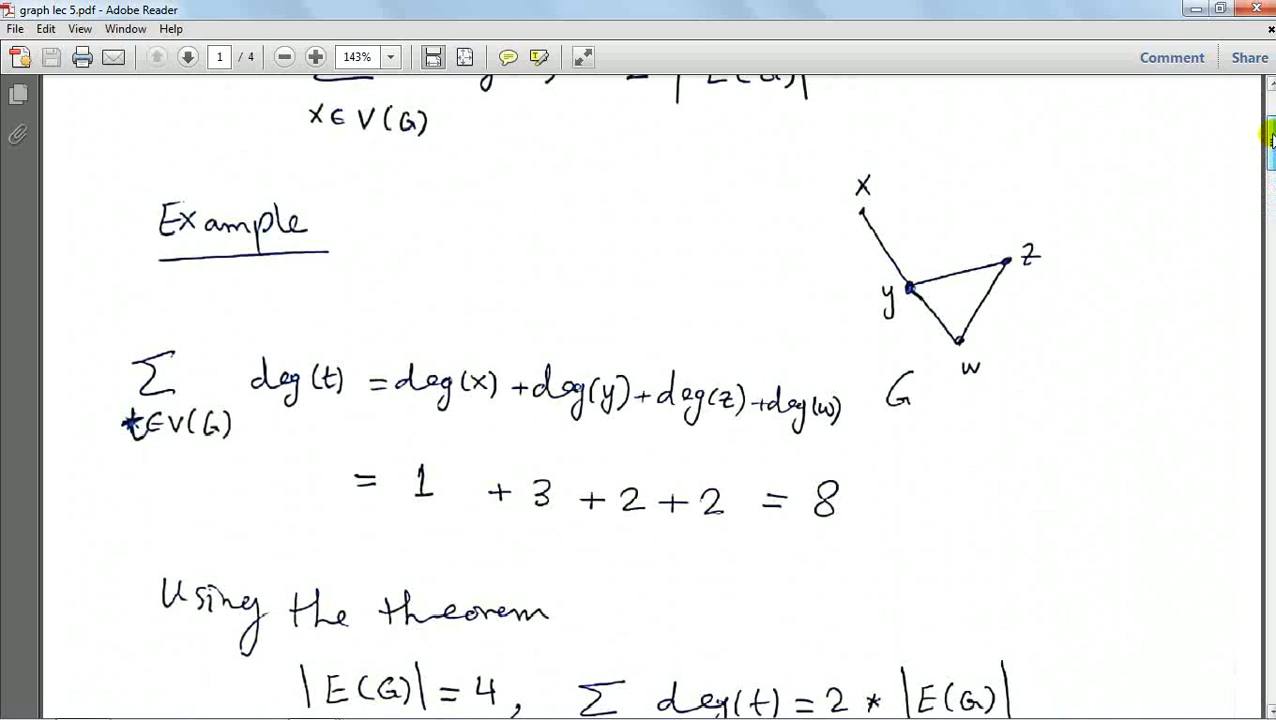 graph lec 5.pdf - Adobe Reader
File Edit View Window Help
1 / 4 143% Comment Share
x ∈ V(G)
Example
x
z
y
w
G
∑ deg(t) = deg(x) + deg(y) + deg(z) + deg(w)
t ∈ V(G)
= 1 + 3 + 2 + 2 = 8
Using the theorem
|E(G)| = 4, ∑ deg(t) = 2 * |E(G)|